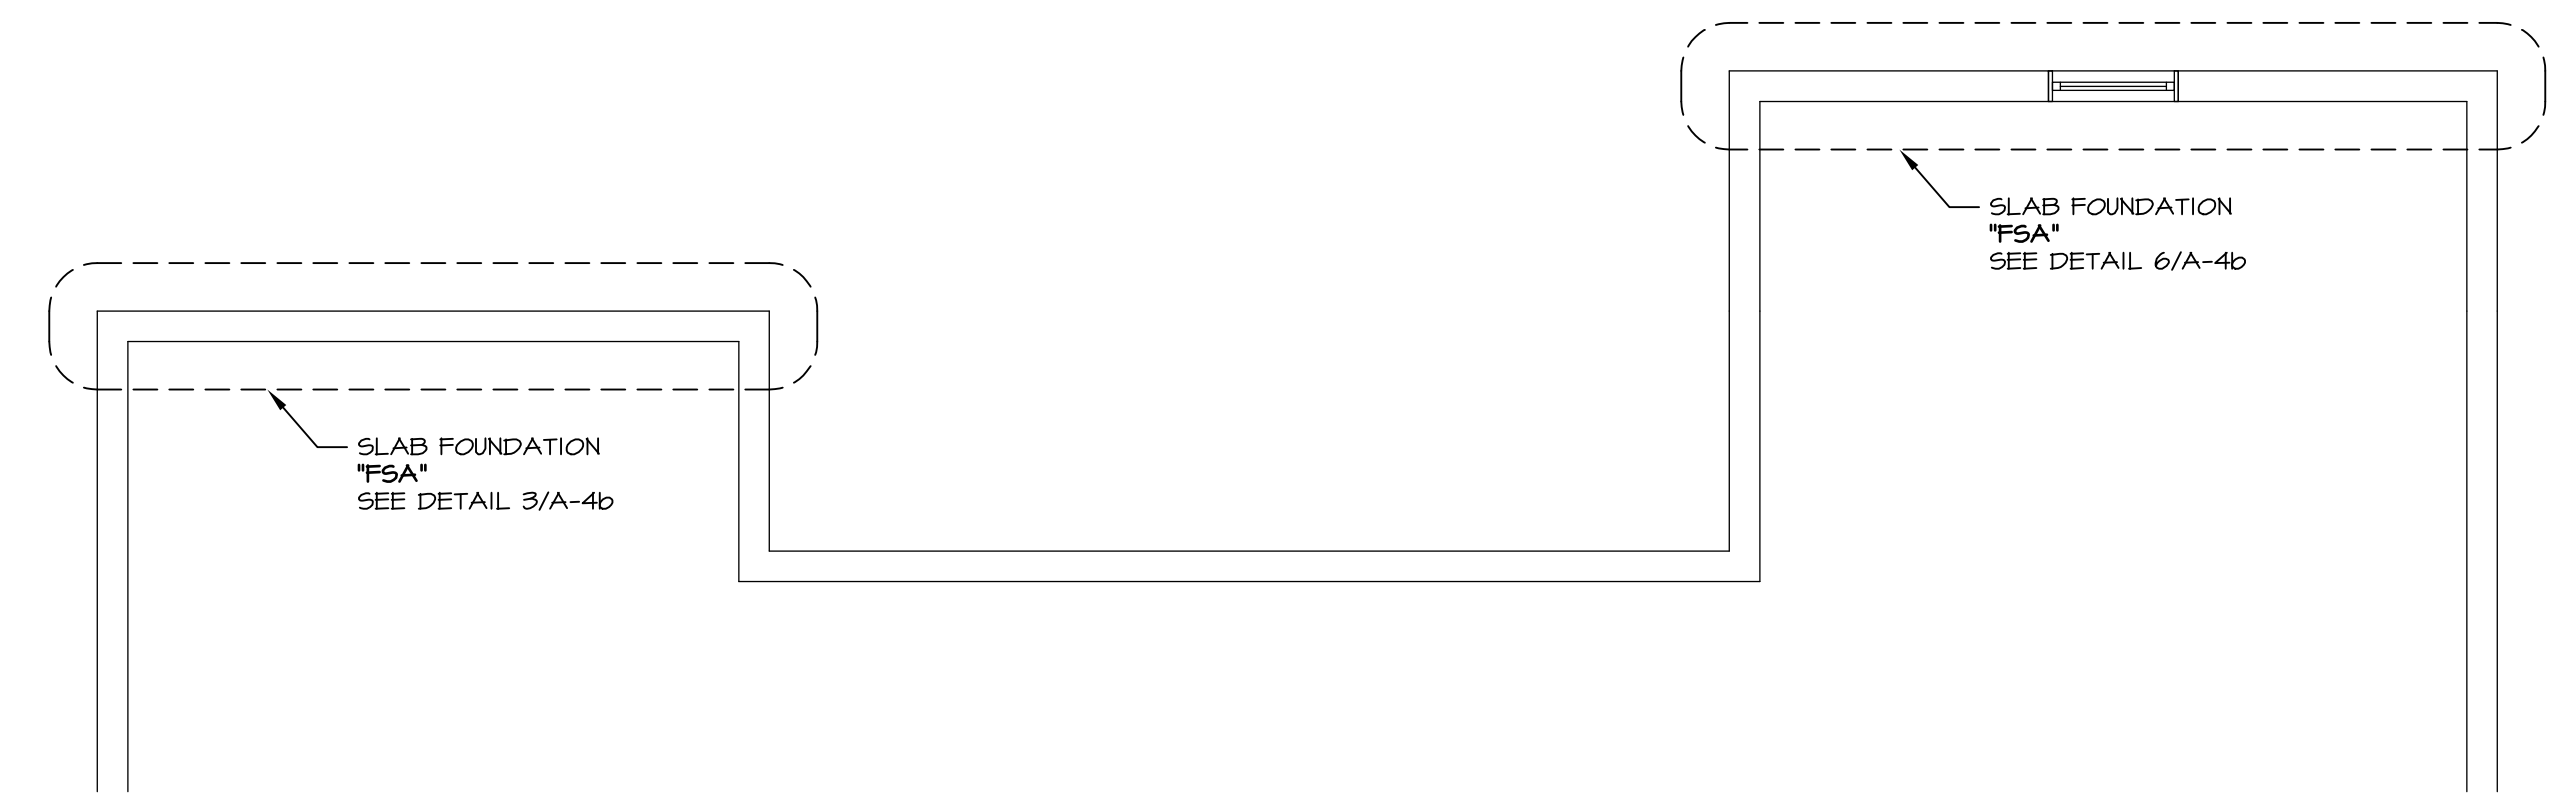 SLAB FOUNDATION
"FSA"
SEE DETAIL 6/A-4b
SLAB FOUNDATION
"FSA"
SEE DETAIL 3/A-4b